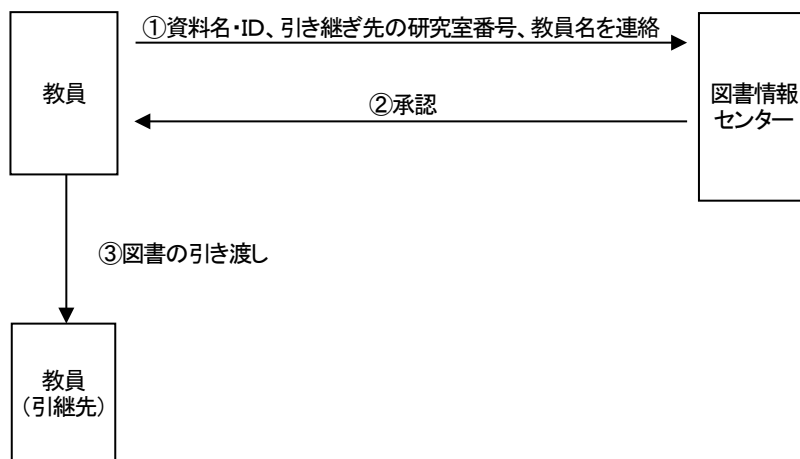 ①資料名・ID、引き継ぎ先の研究室番号、教員名を連絡
教員
②承認
図書情報
センター
③図書の引き渡し
教員
（引継先）